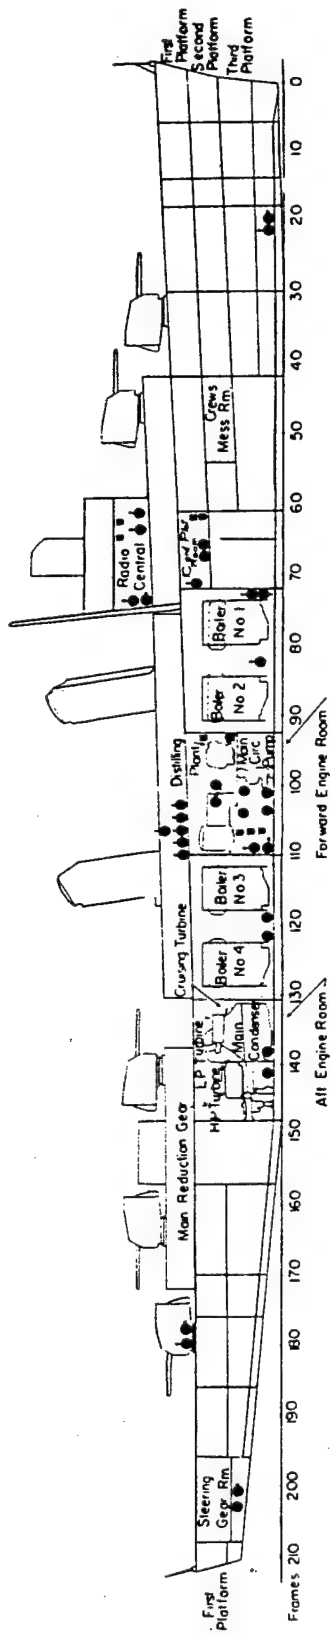 First
Platform
Second
Platform
Third
Platform
Radio
Central
Crews
Mess Rm.
Room
Boiler
No 1
Boiler
No 2
Distilling
Plant
Main
Circ
Pump
Boiler
No 3
Boiler
No 4
Cruising Turbine
LP Turbine
HP Turbine
Main
Condenser
Main Reduction Gear
Steering
Gear Rm
First
Platform
Frames 210 200 190 180 170 160 150 140 130 120 110 100 90 80 70 60 50 40 30 20 10 0
Aft Engine Room
Forward Engine Room